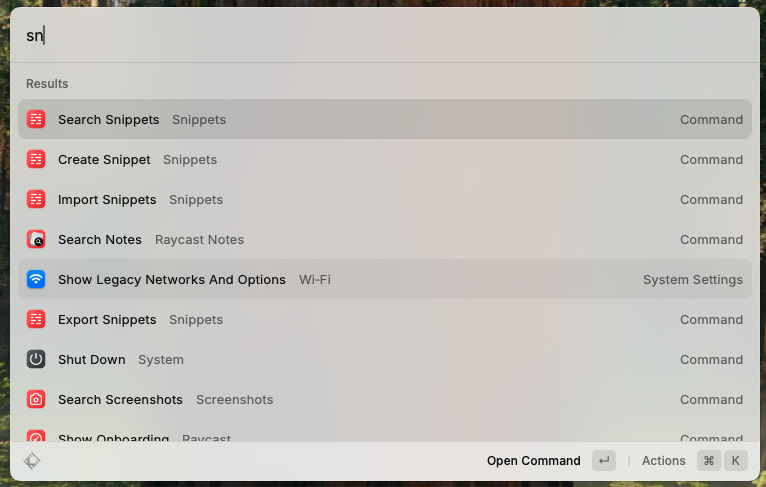 sn
Results
Search Snippets Snippets Command
Create Snippet Snippets Command
Import Snippets Snippets Command
Search Notes Raycast Notes Command
Show Legacy Networks And Options Wi-Fi System Settings
Export Snippets Snippets Command
Shut Down System Command
Search Screenshots Screenshots Command
Show Onboarding Raycast Command
Open Command ↵ Actions ⌘ K